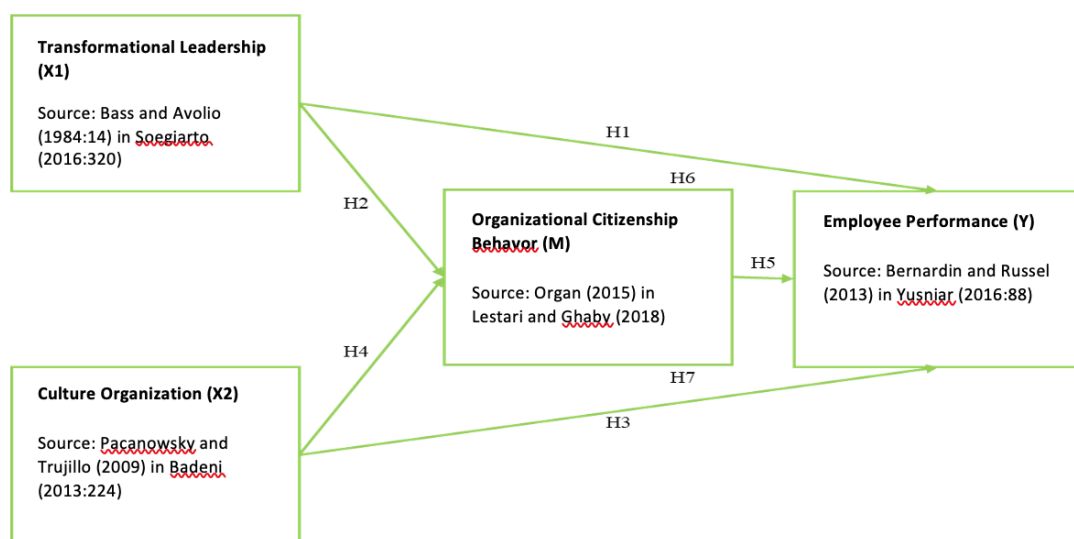 Transformational Leadership
(X1)
Source: Bass and Avolio
(1984:14) in Soegiarto
(2016:320)
H1
H2
H6
Organizational Citizenship
Behavor (M)
Source: Organ (2015) in
Lestari and Ghaby (2018)
H5
Employee Performance (Y)
Source: Bernardin and Russel
(2013) in Yusniar (2016:88)
H4
H7
H3
Culture Organization (X2)
Source: Pacanowsky and
Trujillo (2009) in Badeni
(2013:224)